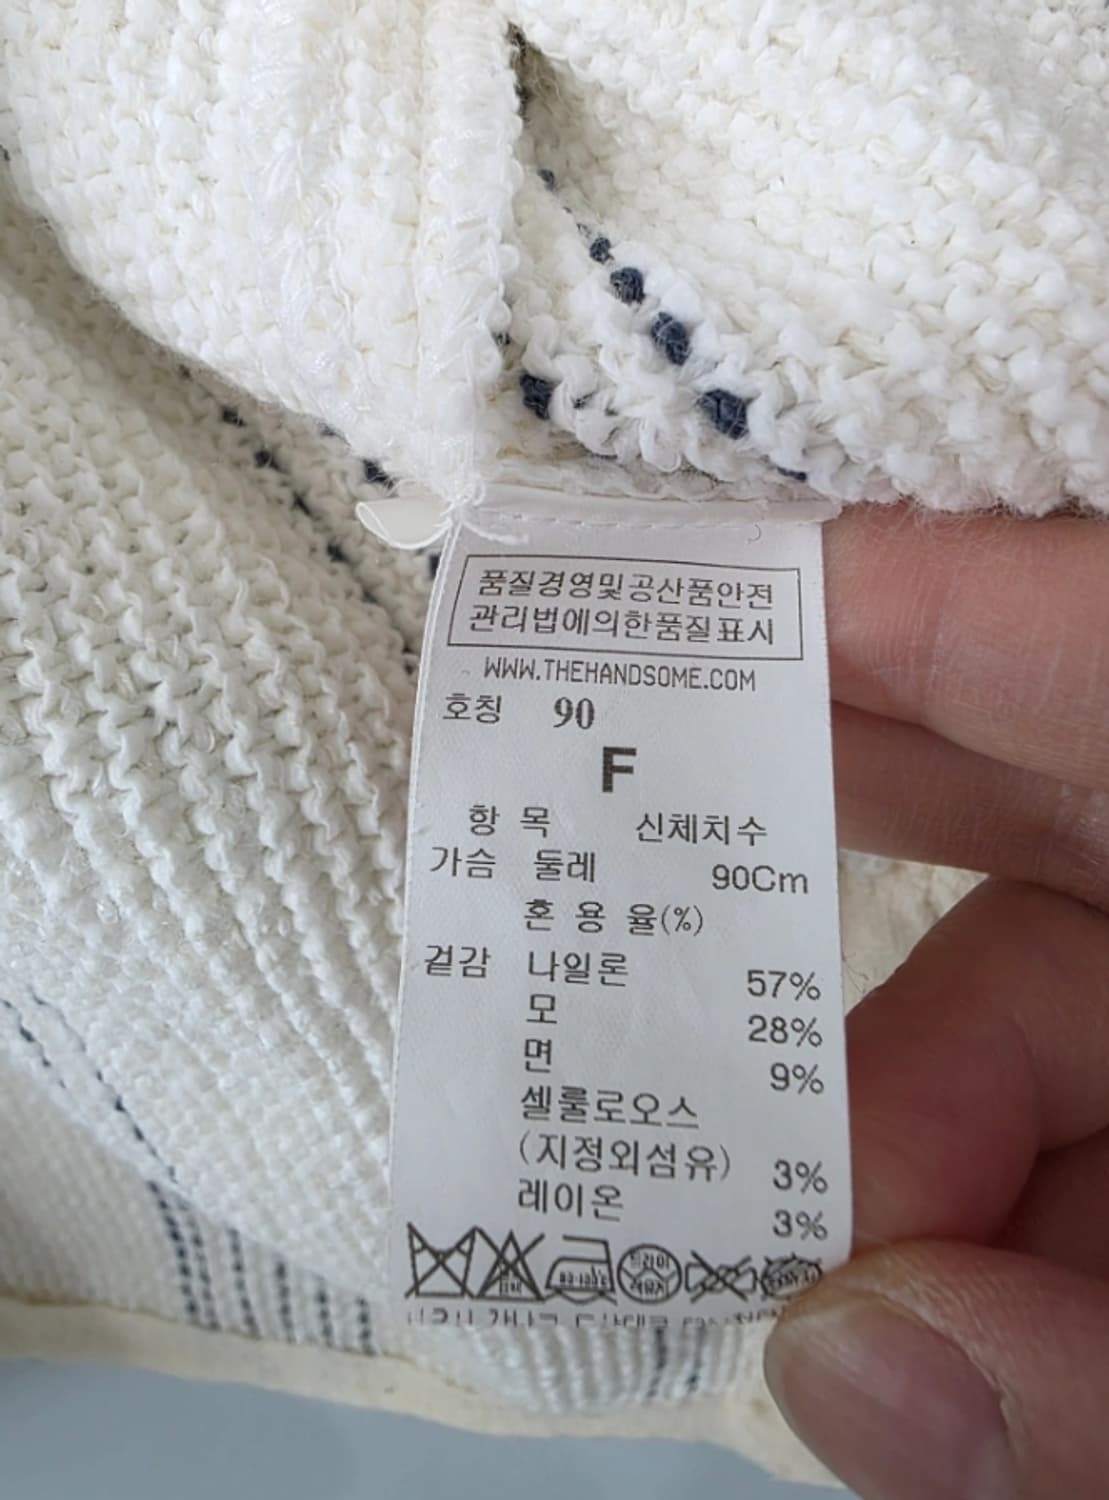 품질경영및공산품안전
관리법에의한품질표시
WWW.THEHANDSOME.COM
호칭 90
F
항 목 신체치수
가슴 둘레 90Cm
혼 용 율(%)
겉감 나일론 57%
모 28%
면 9%
셀룰로오스
(지정외섬유) 3%
레이온 3%
드라이